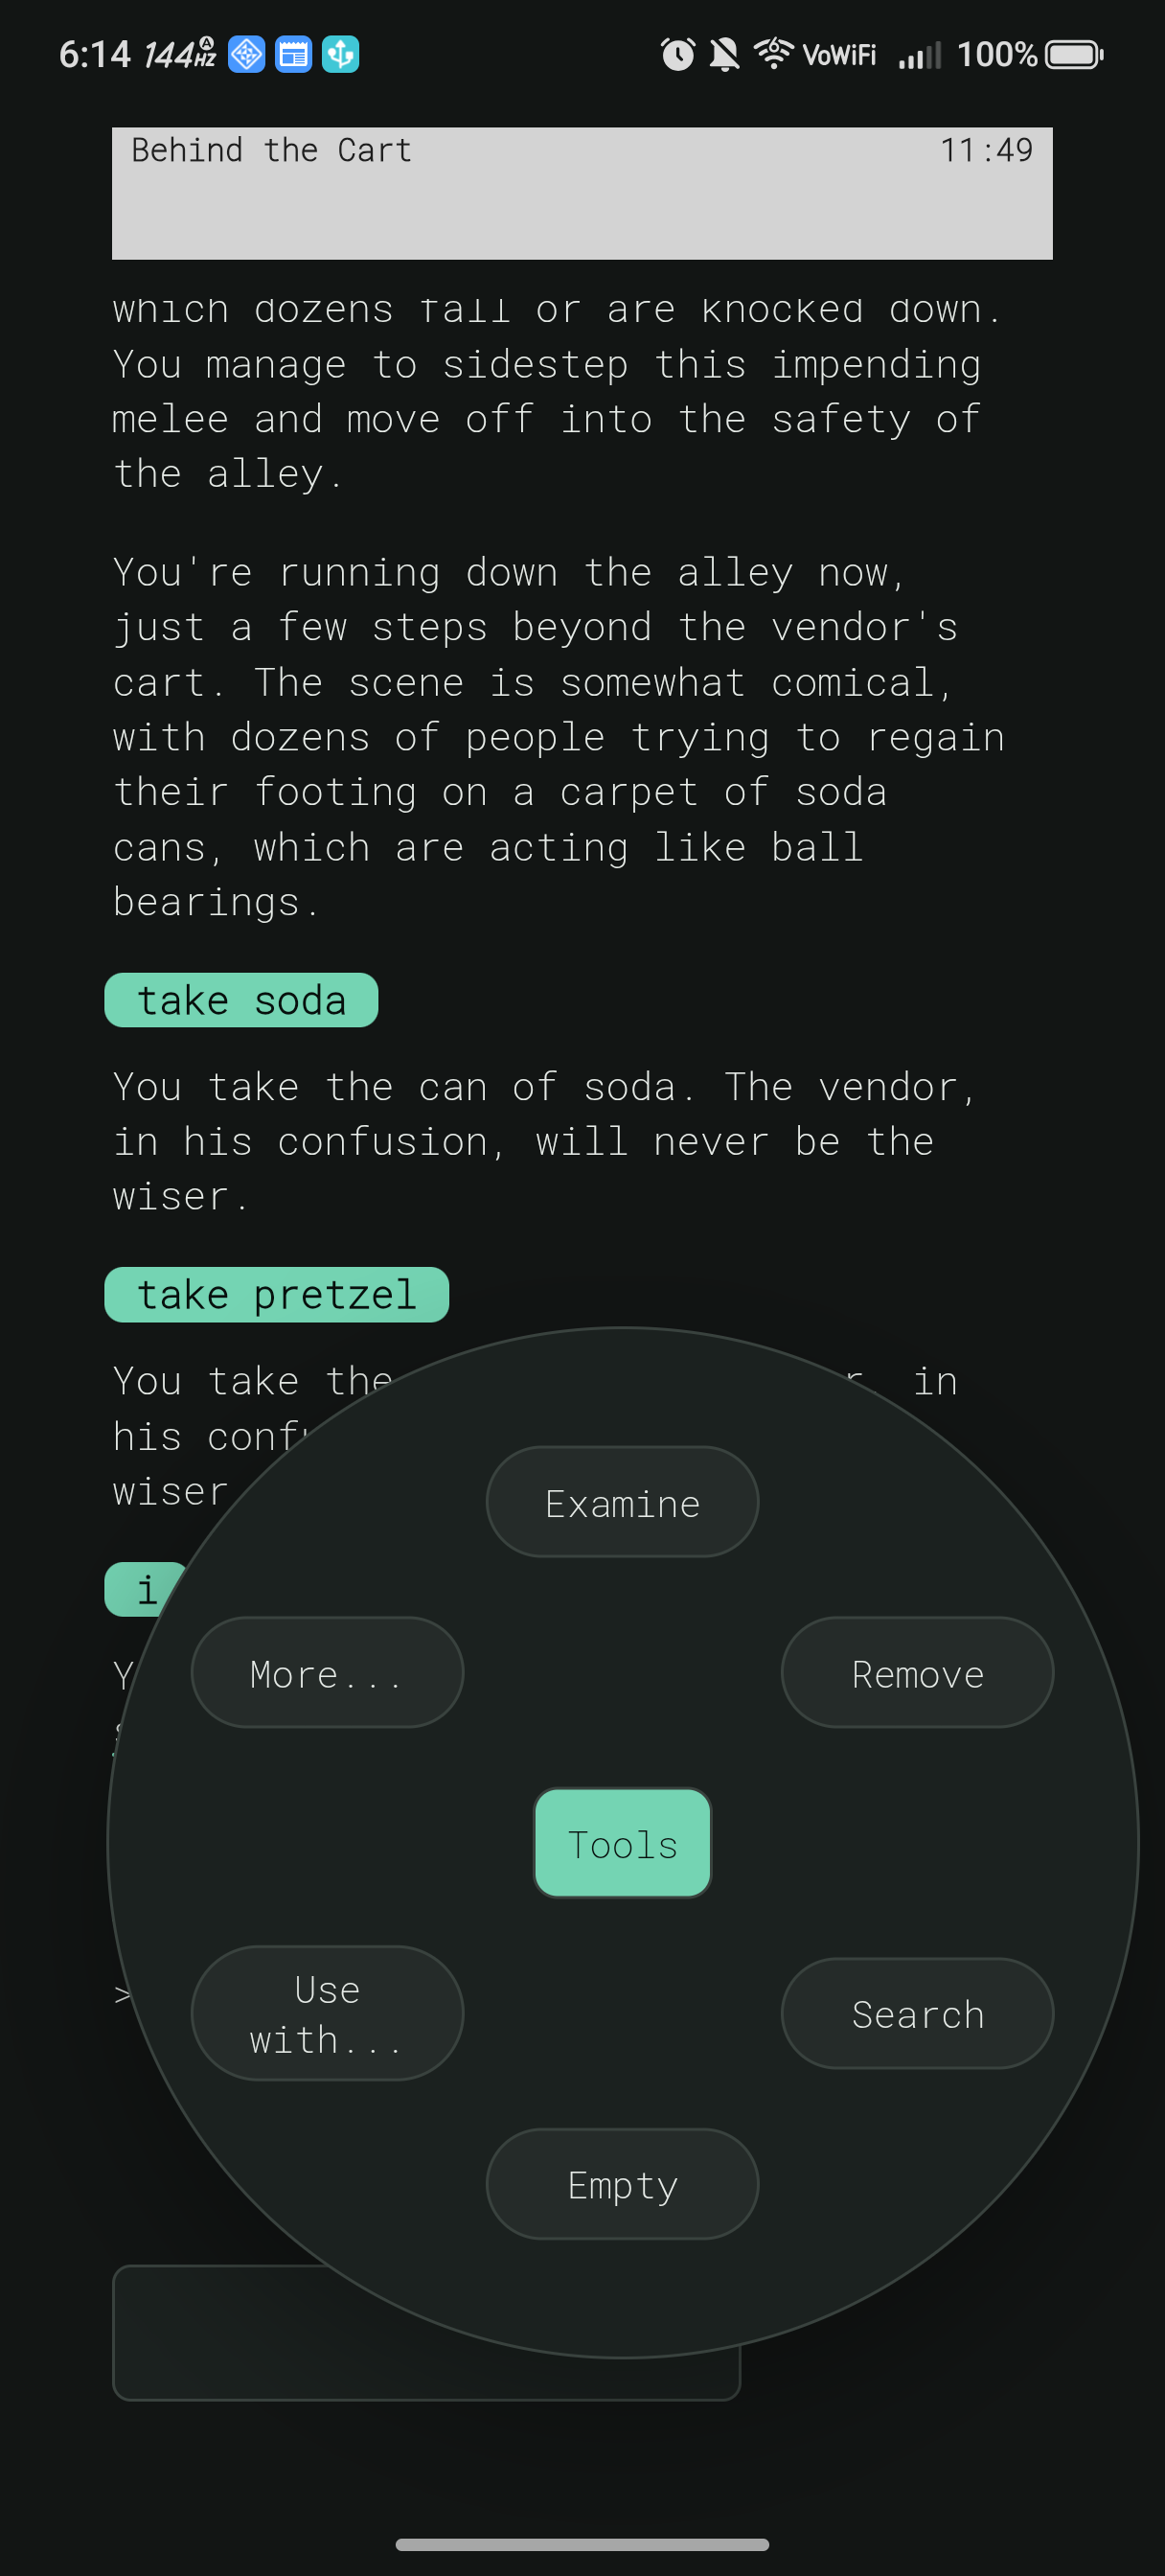 6:14 144HZ A 6 VoWiFi 100%
Behind the Cart 11:49
which dozens fall or are knocked down.
You manage to sidestep this impending
melee and move off into the safety of
the alley.
You're running down the alley now,
just a few steps beyond the vendor's
cart. The scene is somewhat comical,
with dozens of people trying to regain
their footing on a carpet of soda
cans, which are acting like ball
bearings.
take soda
You take the can of soda. The vendor,
in his confusion, will never be the
wiser.
take pretzel
You take the in
his
wiser
Examine
i
More... Remove
Y
Tools
>
Use
with...
Search
Empty